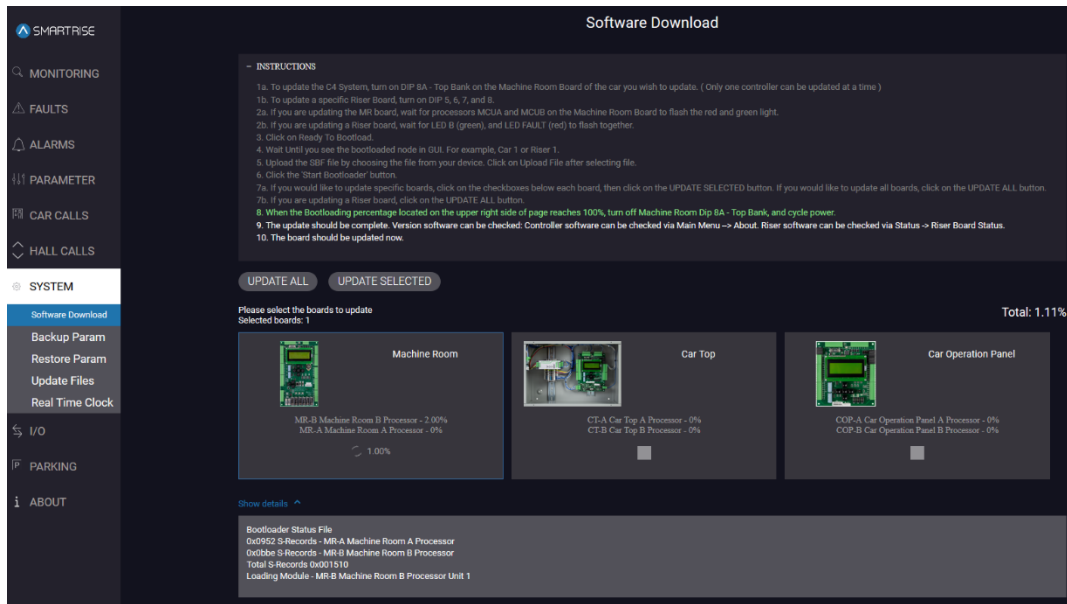 SMARTRISE
Software Download
MONITORING
FAULTS
ALARMS
PARAMETER
CAR CALLS
HALL CALLS
SYSTEM
Software Download
Backup Param
Restore Param
Update Files
Real Time Clock
I/O
PARKING
ABOUT
– INSTRUCTIONS
1a. To update the C4 System, turn on DIP 8A - Top Bank on the Machine Room Board of the car you wish to update. ( Only one controller can be updated at a time )
1b. To update a specific Riser Board, turn on DIP 5, 6, 7, and 8.
2a. If you are updating the MR board, wait for processors MCUA and MCUB on the Machine Room Board to flash the red and green light.
2b. If you are updating a Riser board, wait for LED B (green), and LED FAULT (red) to flash together.
3. Click on Ready To Bootload.
4. Wait Until you see the bootloaded node in GUI. For example, Car 1 or Riser 1.
5. Upload the SBF file by choosing the file from your device. Click on Upload File after selecting file.
6. Click the 'Start Bootloader' button.
7a. If you would like to update specific boards, click on the checkboxes below each board, then click on the UPDATE SELECTED button. If you would like to update all boards, click on the UPDATE ALL button.
7b. If you are updating a Riser board, click on the UPDATE ALL button.
8. When the Bootloading percentage located on the upper right side of page reaches 100%, turn off Machine Room Dip 8A - Top Bank, and cycle power.
9. The update should be complete. Version software can be checked: Controller software can be checked via Main Menu –> About. Riser software can be checked via Status -> Riser Board Status.
10. The board should be updated now.
UPDATE ALL
UPDATE SELECTED
Please select the boards to update
Selected boards: 1
Total: 1.11%
Machine Room
MR-B Machine Room B Processor - 2.00%
MR-A Machine Room A Processor - 0%
1.00%
Car Top
CT-A Car Top A Processor - 0%
CT-B Car Top B Processor - 0%
Car Operation Panel
COP-A Car Operation Panel A Processor - 0%
COP-B Car Operation Panel B Processor - 0%
Show details
Bootloader Status File
0x0952 S-Records - MR-A Machine Room A Processor
0x0bbe S-Records - MR-B Machine Room B Processor
Total S-Records 0x001510
Loading Module - MR-B Machine Room B Processor Unit 1